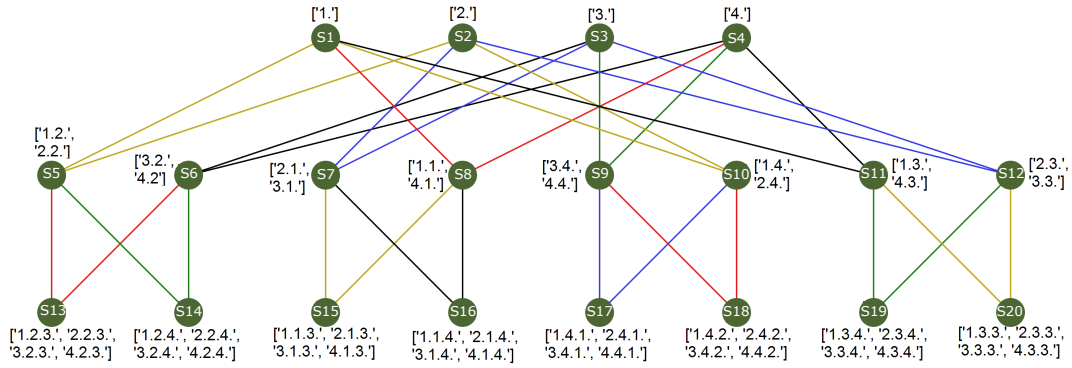 ['1.']
['2.']
['3.']
['4.']
S1
S2
S3
S4
['1.2.',
'2.2.']
S5
['3.2.',
'4.2']
S6
['2.1.',
'3.1.']
S7
['1.1.',
'4.1.']
S8
['3.4.',
'4.4.']
S9
S10
['1.4.',
'2.4.']
S11
['1.3.',
'4.3.']
S12
['2.3.',
'3.3.']
S13
S14
S15
S16
S17
S18
S19
S20
['1.2.3.', '2.2.3.',
'3.2.3.', '4.2.3.']
['1.2.4.', '2.2.4.',
'3.2.4.', '4.2.4.']
['1.1.3.', '2.1.3.',
'3.1.3.', '4.1.3.']
['1.1.4.', '2.1.4.',
'3.1.4.', '4.1.4.']
['1.4.1.', '2.4.1.',
'3.4.1.', '4.4.1.']
['1.4.2.', '2.4.2.',
'3.4.2.', '4.4.2.']
['1.3.4.', '2.3.4.',
'3.3.4.', '4.3.4.']
['1.3.3.', '2.3.3.',
'3.3.3.', '4.3.3.']